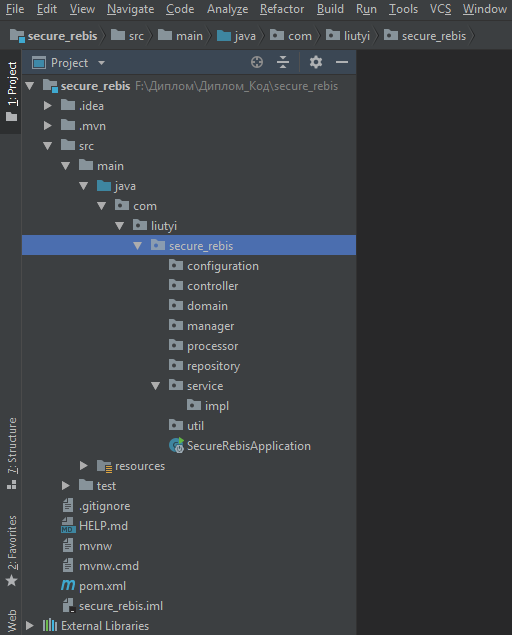 File Edit View Navigate Code Analyze Refactor Build Run Tools VCS Window
secure_rebis src main java com liutyi secure_rebis
1: Project
Project
secure_rebis F:\Диплом\Диплом_Код\secure_rebis
.idea
.mvn
src
main
java
com
liutyi
secure_rebis
configuration
controller
domain
manager
processor
repository
service
impl
util
SecureRebisApplication
resources
test
.gitignore
HELP.md
mvnw
mvnw.cmd
pom.xml
secure_rebis.iml
External Libraries
7: Structure
2: Favorites
Web